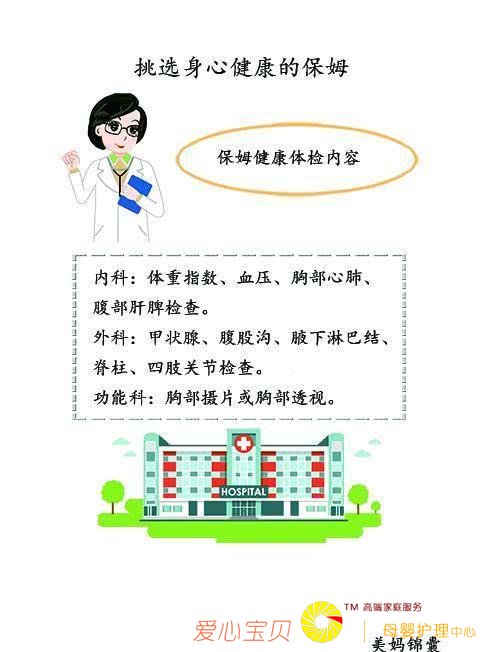 挑选身心健康的保姆
保姆健康体检内容
内科：体重指数、血压、胸部心肺、
腹部肝脾检查。
外科：甲状腺、腹股沟、腋下淋巴结、
脊柱、四肢关节检查。
功能科：胸部摄片或胸部透视。
HOSPITAL
TM 高端家庭服务
爱心宝贝 | 母婴护理中心
美妈锦囊